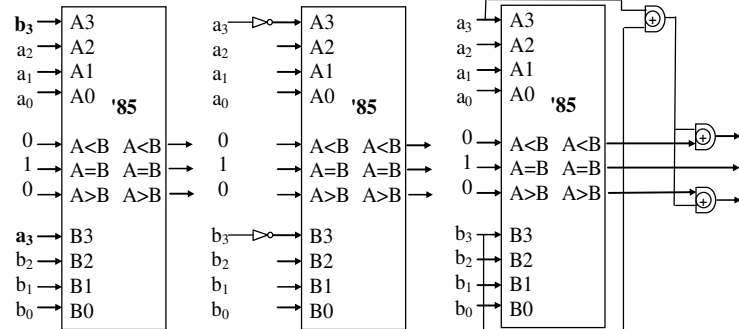 b3 A3
a2 A2
a1 A1
a0 A0
'85
0 A<B A<B
1 A=B A=B
0 A>B A>B
a3 B3
b2 B2
b1 B1
b0 B0
a3 A3
a2 A2
a1 A1
a0 A0
'85
0 A<B A<B
1 A=B A=B
0 A>B A>B
b3 B3
b2 B2
b1 B1
b0 B0
a3 A3
a2 A2
a1 A1
a0 A0
'85
0 A<B A<B
1 A=B A=B
0 A>B A>B
b3 B3
b2 B2
b1 B1
b0 B0
+
+
+